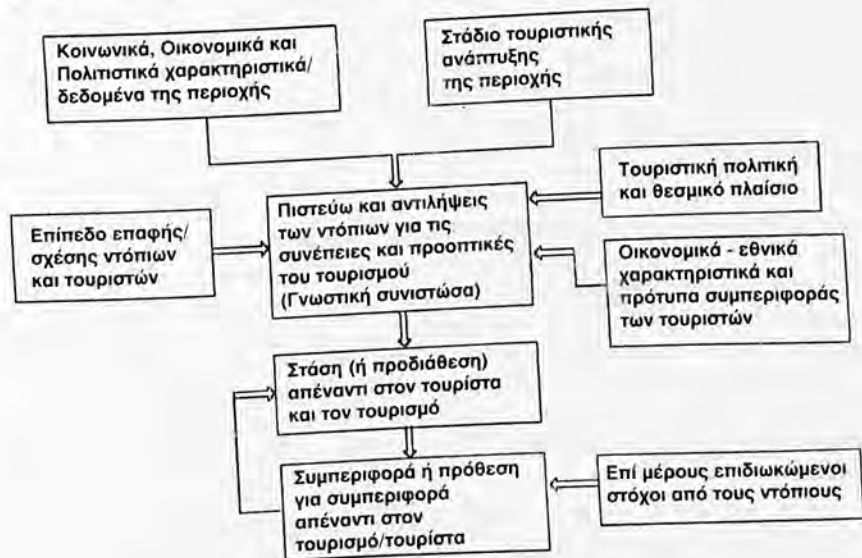 Κοινωνικά, Οικονομικά και
Πολιτιστικά χαρακτηριστικά/
δεδομένα της περιοχής
Στάδιο τουριστικής
ανάπτυξης
της περιοχής
Τουριστική πολιτική
και θεσμικό πλαίσιο
Επίπεδο επαφής/
σχέσης ντόπιων
και τουριστών
Πιστεύω και αντιλήψεις
των ντόπιων για τις
συνέπειες και προοπτικές
του τουρισμού
(Γνωστική συνιστώσα)
Οικονομικά - εθνικά
χαρακτηριστικά και
πρότυπα συμπεριφοράς
των τουριστών
Στάση (ή προδιάθεση)
απέναντι στον τουρίστα
και τον τουρισμό
Συμπεριφορά ή πρόθεση
για συμπεριφορά
απέναντι στον
τουρισμό/τουρίστα
Επί μέρους επιδιωκώμενοι
στόχοι από τους ντόπιους